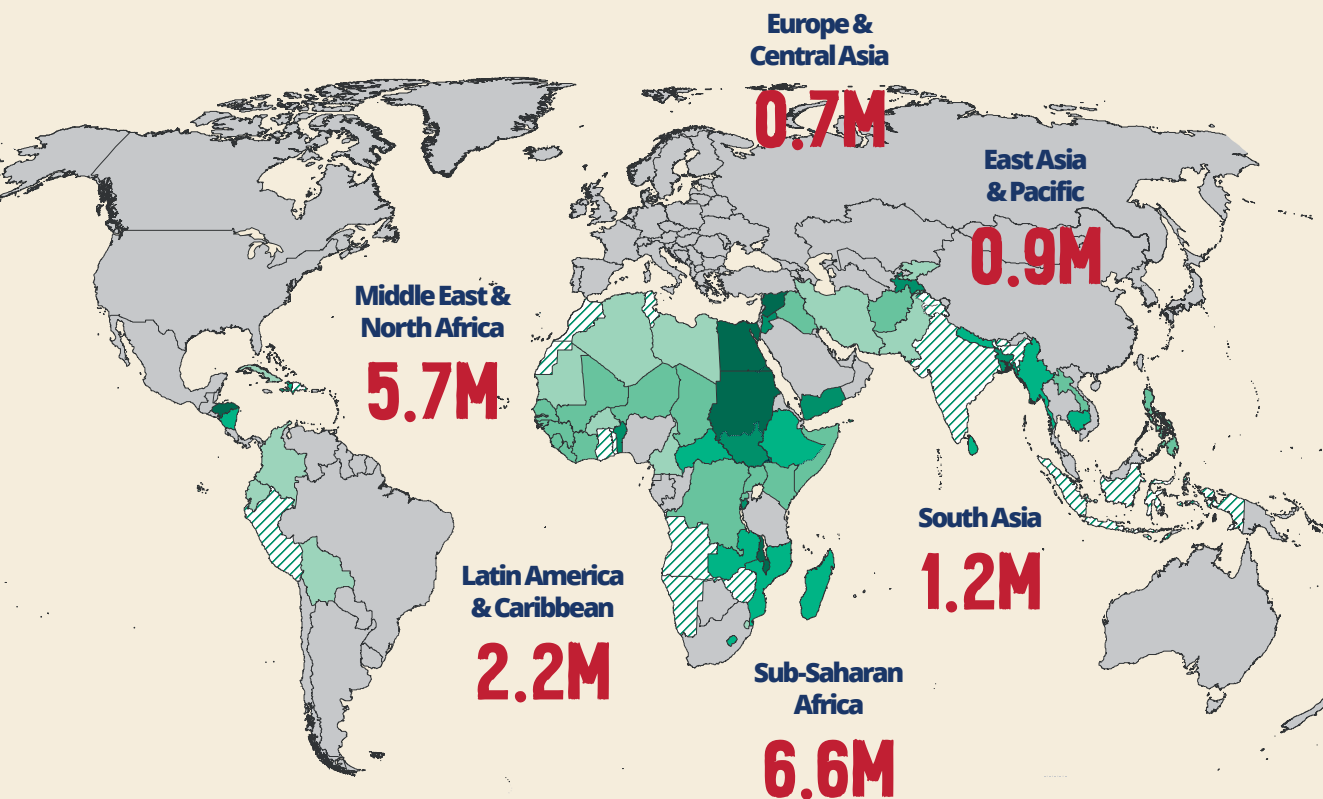 Europe &
Central Asia
0.7M
East Asia
& Pacific
0.9M
Middle East &
North Africa
5.7M
South Asia
1.2M
Latin America
& Caribbean
2.2M
Sub-Saharan
Africa
6.6M